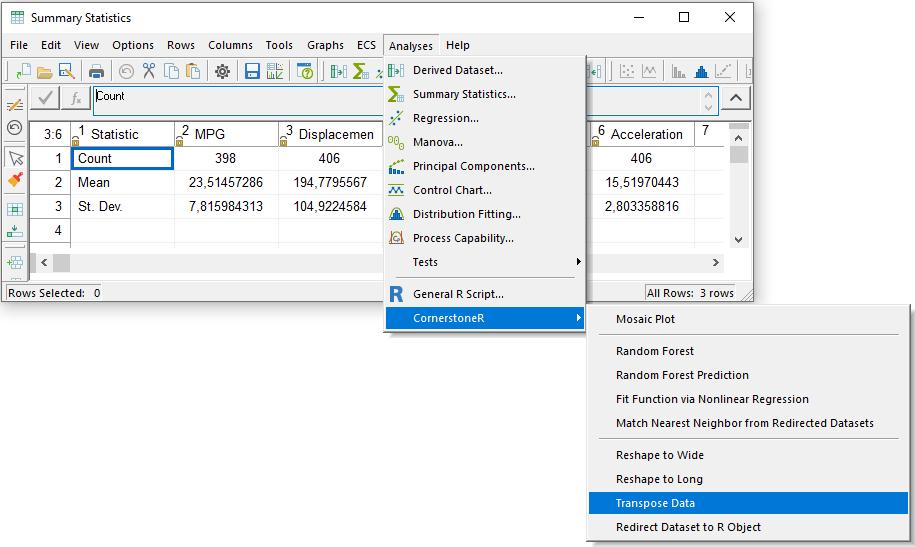 Summary Statistics
File Edit View Options Rows Columns Tools Graphs ECS Analyses Help
Count
3:6 1 Statistic 2 MPG 3 Displacemen 6 Acceleration 7
1 Count 398 406 406
2 Mean 23,51457286 194,7795567 15,51970443
3 St. Dev. 7,815984313 104,9224584 2,803358816
4
Rows Selected: 0 All Rows: 3 rows
Derived Dataset...
Summary Statistics...
Regression...
Manova...
Principal Components...
Control Chart...
Distribution Fitting...
Process Capability...
Tests
R General R Script...
CornerstoneR
Mosaic Plot
Random Forest
Random Forest Prediction
Fit Function via Nonlinear Regression
Match Nearest Neighbor from Redirected Datasets
Reshape to Wide
Reshape to Long
Transpose Data
Redirect Dataset to R Object